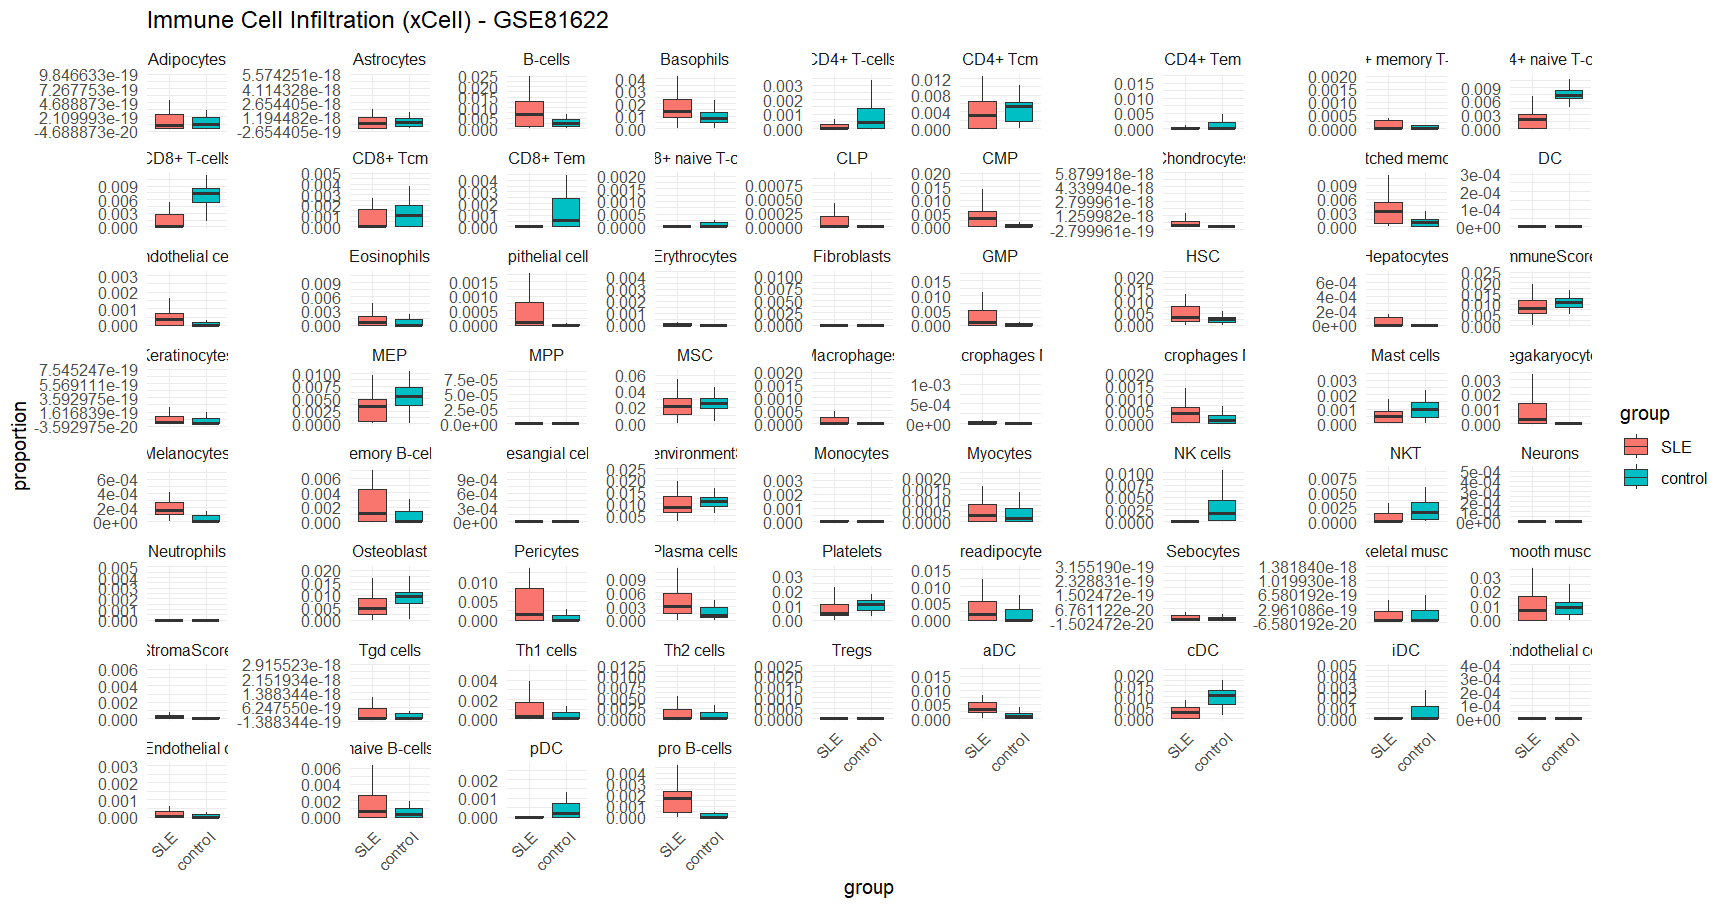 Immune Cell Infiltration (xCell) - GSE81622
Adipocytes Astrocytes B-cells Basophils CD4+ T-cells CD4+ Tcm CD4+ Tem + memory T- 4+ naive T-c
9.846633e-19 5.574251e-18 0.025 0.04 0.003 0.012 0.015 0.0020 0.009
7.267753e-19 4.114328e-18 0.020 0.03 0.002 0.008 0.010 0.0015 0.006
4.688873e-19 2.654405e-18 0.015 0.02 0.001 0.004 0.005 0.0010 0.003
2.109993e-19 1.194482e-18 0.010 0.01 0.000 0.000 0.000 0.0005 0.000
-4.688873e-20 -2.654405e-19 0.005 0.00 0.0000
0.000
CD8+ T-cells CD8+ Tcm CD8+ Tem 8+ naive T-c CLP CMP Chondrocytes tched memo DC
0.009 0.005 0.004 0.0020 0.00075 0.020 5.879918e-18 0.009 3e-04
0.006 0.004 0.003 0.0015 0.00050 0.015 4.339940e-18 0.006 2e-04
0.003 0.003 0.002 0.0010 0.00025 0.010 2.799961e-18 0.003 1e-04
0.000 0.002 0.001 0.0005 0.00000 0.005 1.259982e-18 0.000 0e+00
0.001 0.000 0.0000 0.000 -2.799961e-19
0.000
ndothelial ce Eosinophils pithelial cell Erythrocytes Fibroblasts GMP HSC Hepatocytes mmuneScore
0.003 0.009 0.0015 0.004 0.0100 0.015 0.020 6e-04 0.025
0.002 0.006 0.0010 0.003 0.0075 0.010 0.015 4e-04 0.020
0.001 0.003 0.0005 0.002 0.0050 0.005 0.010 2e-04 0.015
0.000 0.000 0.0000 0.001 0.0025 0.000 0.005 0e+00 0.010
0.000 0.0000 0.000 0.005
0.000
Keratinocytes MEP MPP MSC Macrophages crophages M crophages M Mast cells egakaryocyte
7.545247e-19 0.0100 7.5e-05 0.06 0.0020 1e-03 0.0020 0.003 0.003
5.569111e-19 0.0075 5.0e-05 0.04 0.0015 5e-04 0.0015 0.002 0.002
3.592975e-19 0.0050 2.5e-05 0.02 0.0010 0e+00 0.0010 0.001 0.001
1.616839e-19 0.0025 0.0e+00 0.00 0.0005 0.0005 0.000 0.000
-3.592975e-20 0.0000 0.0000 0.0000
Melanocytes emory B-cel esangial cel environmentS Monocytes Myocytes NK cells NKT Neurons
6e-04 0.006 9e-04 0.025 0.003 0.0020 0.0100 0.0075 5e-04
4e-04 0.004 6e-04 0.020 0.002 0.0015 0.0075 0.0050 4e-04
2e-04 0.002 3e-04 0.015 0.001 0.0010 0.0050 0.0025 3e-04
0e+00 0.000 0e+00 0.010 0.000 0.0005 0.0025 0.0000 2e-04
0.005 0.0000 0.0000 1e-04
0e+00
Neutrophils Osteoblast Pericytes Plasma cells Platelets readipocyte Sebocytes keletal musc mooth musc
0.005 0.020 0.010 0.009 0.03 0.015 3.155190e-19 1.381840e-18 0.03
0.004 0.015 0.005 0.006 0.02 0.010 2.328831e-19 1.019930e-18 0.02
0.003 0.010 0.000 0.003 0.01 0.005 1.502472e-19 6.580192e-19 0.01
0.002 0.005 0.000 0.00 0.000 6.761122e-20 2.961086e-19 0.00
0.001 0.000 -1.502472e-20 -6.580192e-20
0.000
StromaScore Tgd cells Th1 cells Th2 cells Tregs aDC cDC iDC Endothelial ce
0.006 2.915523e-18 0.004 0.0125 0.0025 0.015 0.020 0.005 4e-04
0.004 2.151934e-18 0.002 0.0100 0.0020 0.010 0.015 0.004 3e-04
0.002 1.388344e-18 0.000 0.0075 0.0015 0.005 0.010 0.003 2e-04
0.000 6.247550e-19 0.0050 0.0010 0.000 0.005 0.002 1e-04
-1.388344e-19 0.0025 0.0005 0.000 0.001 0e+00
0.0000 0.0000 0.000
SLE control SLE control SLE control SLE control SLE control
Endothelial c naive B-cells pDC pro B-cells
0.003 0.006 0.002 0.004
0.002 0.004 0.001 0.003
0.001 0.002 0.000 0.002
0.000 0.000 0.001
0.000
SLE control SLE control SLE control SLE control
group
proportion
group
SLE
control